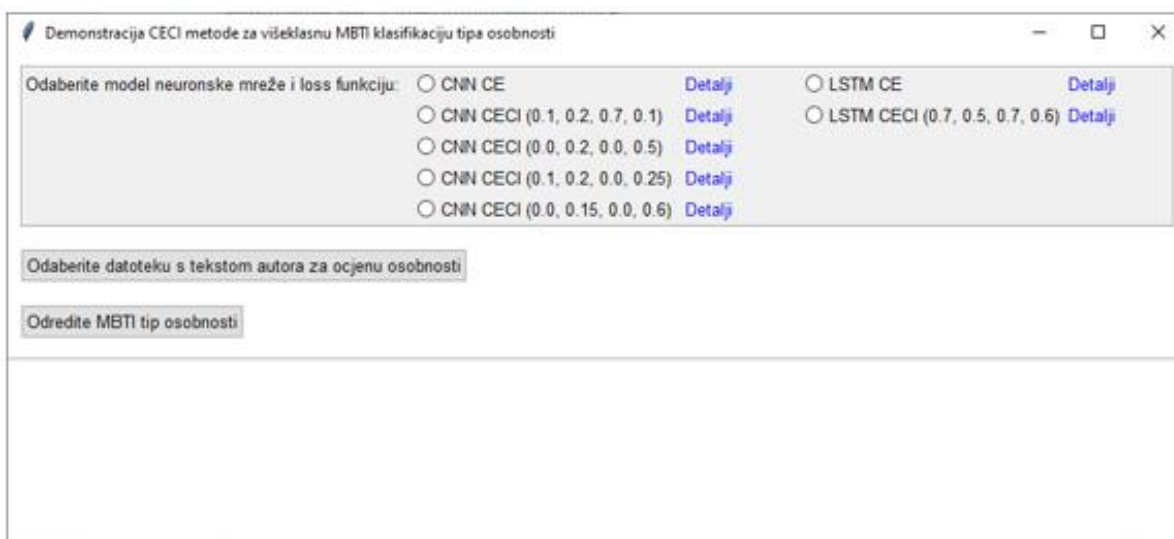 Demonstracija CECI metode za višeklasnu MBTI klasifikaciju tipa osobnosti
Odaberite model neuronske mreže i loss funkciju: CNN CE Detalji LSTM CE Detalji
CNN CECI (0.1, 0.2, 0.7, 0.1) Detalji LSTM CECI (0.7, 0.5, 0.7, 0.6) Detalji
CNN CECI (0.0, 0.2, 0.0, 0.5) Detalji
CNN CECI (0.1, 0.2, 0.0, 0.25) Detalji
CNN CECI (0.0, 0.15, 0.0, 0.6) Detalji
Odaberite datoteku s tekstom autora za ocjenu osobnosti
Odredite MBTI tip osobnosti